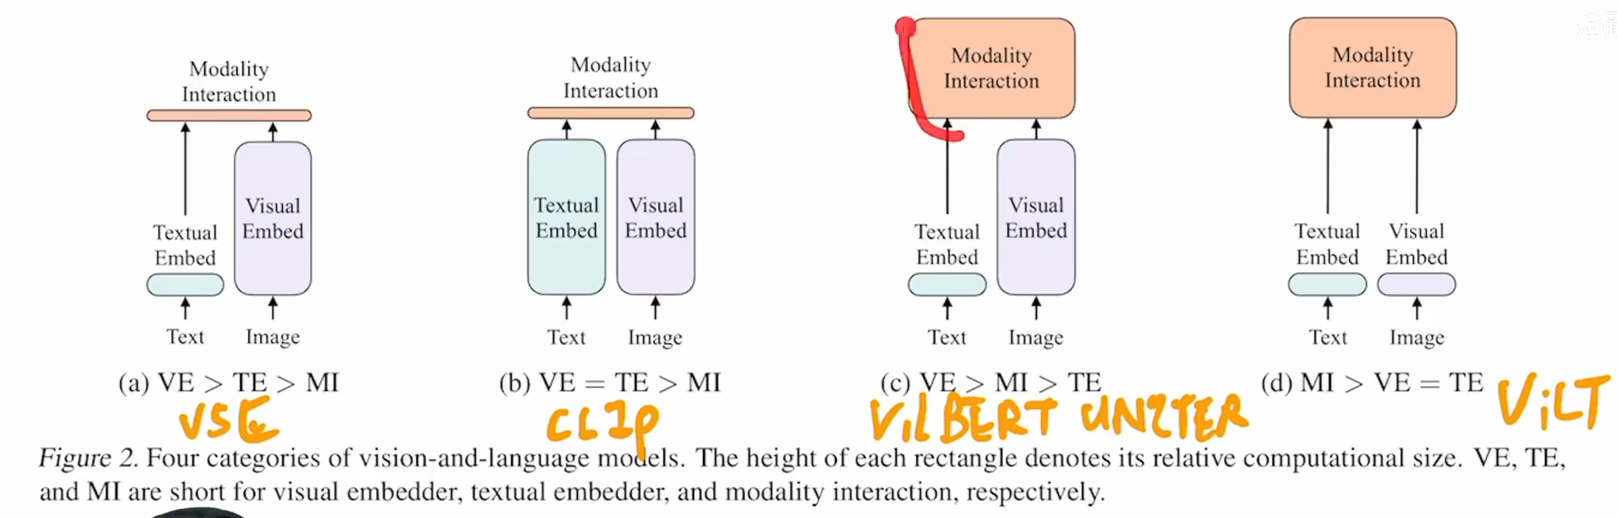 Modality
Interaction
Textual
Embed
Visual
Embed
Text
Image
(a) VE > TE > MI
VSE
Modality
Interaction
Textual
Embed
Visual
Embed
Text
Image
(b) VE = TE > MI
CLIP
Modality
Interaction
Textual
Embed
Visual
Embed
Text
Image
(c) VE > MI > TE
ViLBERT UNITER
Modality
Interaction
Textual
Embed
Visual
Embed
Text
Image
(d) MI > VE = TE
ViLT
Figure 2. Four categories of vision-and-language models. The height of each rectangle denotes its relative computational size. VE, TE,
and MI are short for visual embedder, textual embedder, and modality interaction, respectively.